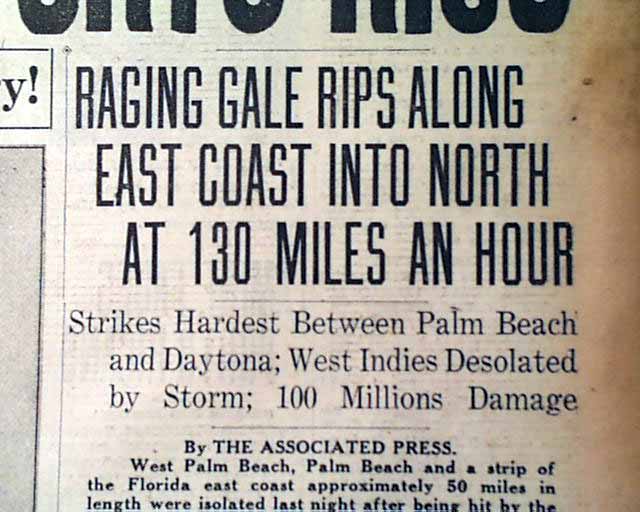 y!
RAGING GALE RIPS ALONG
EAST COAST INTO NORTH
AT 130 MILES AN HOUR
Strikes Hardest Between Palm Beach
and Daytona; West Indies Desolated
by Storm; 100 Millions Damage
By THE ASSOCIATED PRESS.
West Palm Beach, Palm Beach and a strip of
the Florida east coast approximately 50 miles in
length were isolated last night after being hit by the